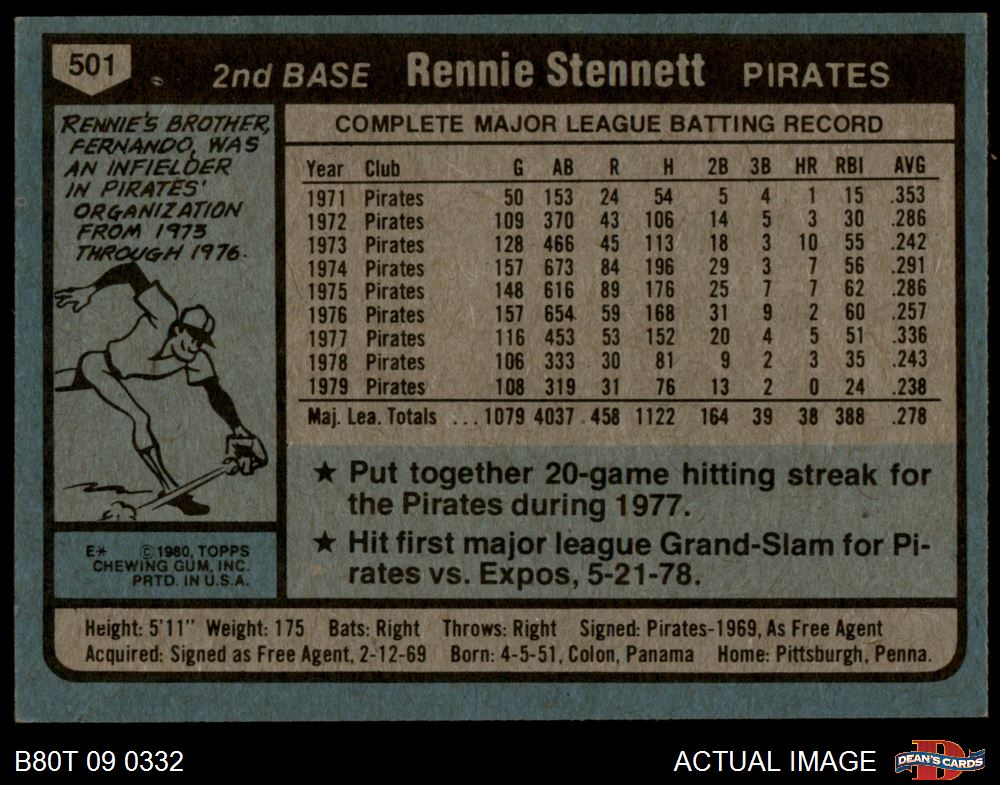 501
2nd BASE Rennie Stennett PIRATES
RENNIE'S BROTHER,
FERNANDO, WAS
AN INFIELDER
IN PIRATES'
ORGANIZATION
FROM 1973
THROUGH 1976.
COMPLETE MAJOR LEAGUE BATTING RECORD
Year Club G AB R H 2B 3B HR RBI AVG
1971 Pirates 50 153 24 54 5 4 1 15 .353
1972 Pirates 109 370 43 106 14 5 3 30 .286
1973 Pirates 128 466 45 113 18 3 10 55 .242
1974 Pirates 157 673 84 196 29 3 7 56 .291
1975 Pirates 148 616 89 176 25 7 7 62 .286
1976 Pirates 157 654 59 168 31 9 2 60 .257
1977 Pirates 116 453 53 152 20 4 5 51 .336
1978 Pirates 106 333 30 81 9 2 3 35 .243
1979 Pirates 108 319 31 76 13 2 0 24 .238
Maj. Lea. Totals ... 1079 4037 458 1122 164 39 38 388 .278
★ Put together 20-game hitting streak for
the Pirates during 1977.
★ Hit first major league Grand-Slam for Pi-
rates vs. Expos, 5-21-78.
E* © 1980, TOPPS
CHEWING GUM, INC.
PRTD. IN U.S.A.
Height: 5'11" Weight: 175 Bats: Right Throws: Right Signed: Pirates-1969, As Free Agent
Acquired: Signed as Free Agent, 2-12-69 Born: 4-5-51, Colon, Panama Home: Pittsburgh, Penna.
B80T 09 0332
ACTUAL IMAGE
DEAN'S CARDS